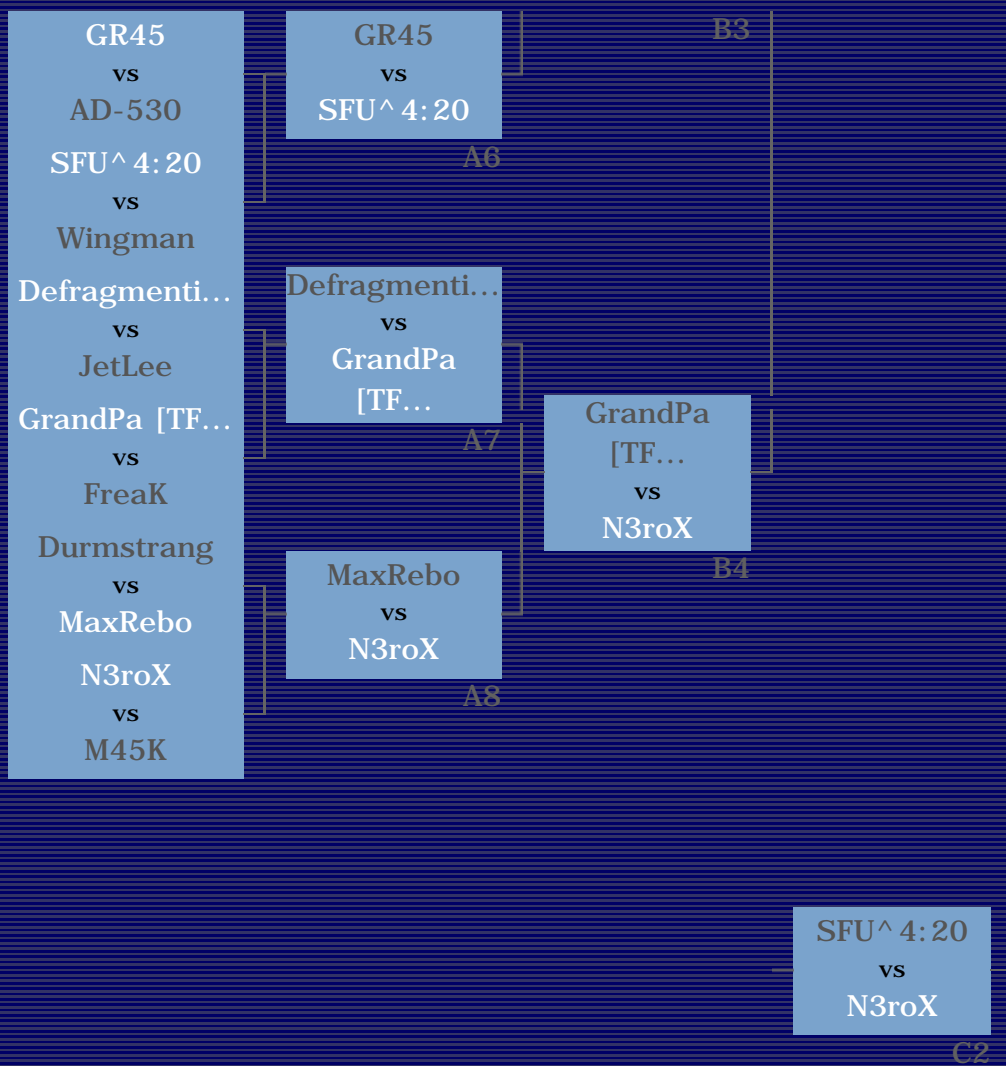 GR45
vs
AD-530
SFU^4:20
vs
Wingman
Defragmenti...
vs
JetLee
GrandPa [TF...
vs
FreaK
Durmstrang
vs
MaxRebo
N3roX
vs
M45K
GR45
vs
SFU^4:20
A6
Defragmenti...
vs
GrandPa
[TF...
A7
MaxRebo
vs
N3roX
A8
B3
GrandPa
[TF...
vs
N3roX
B4
SFU^4:20
vs
N3roX
C2